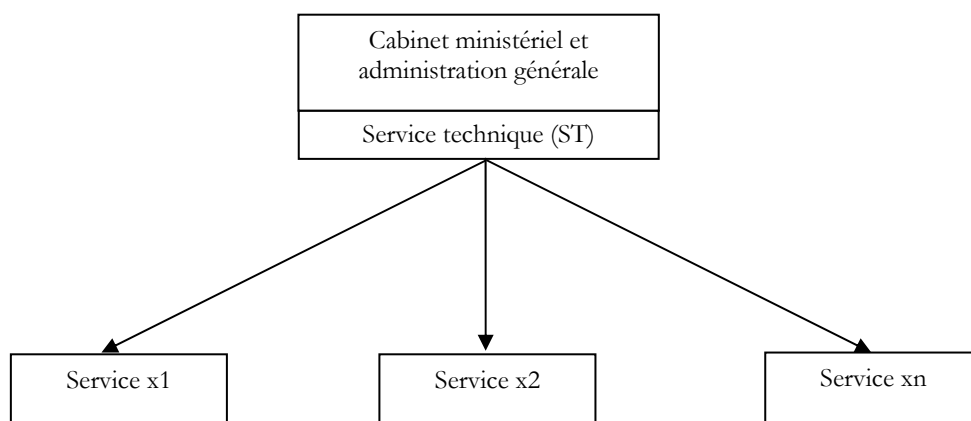 Cabinet ministériel et
administration générale
Service technique (ST)
Service x1
Service x2
Service xn